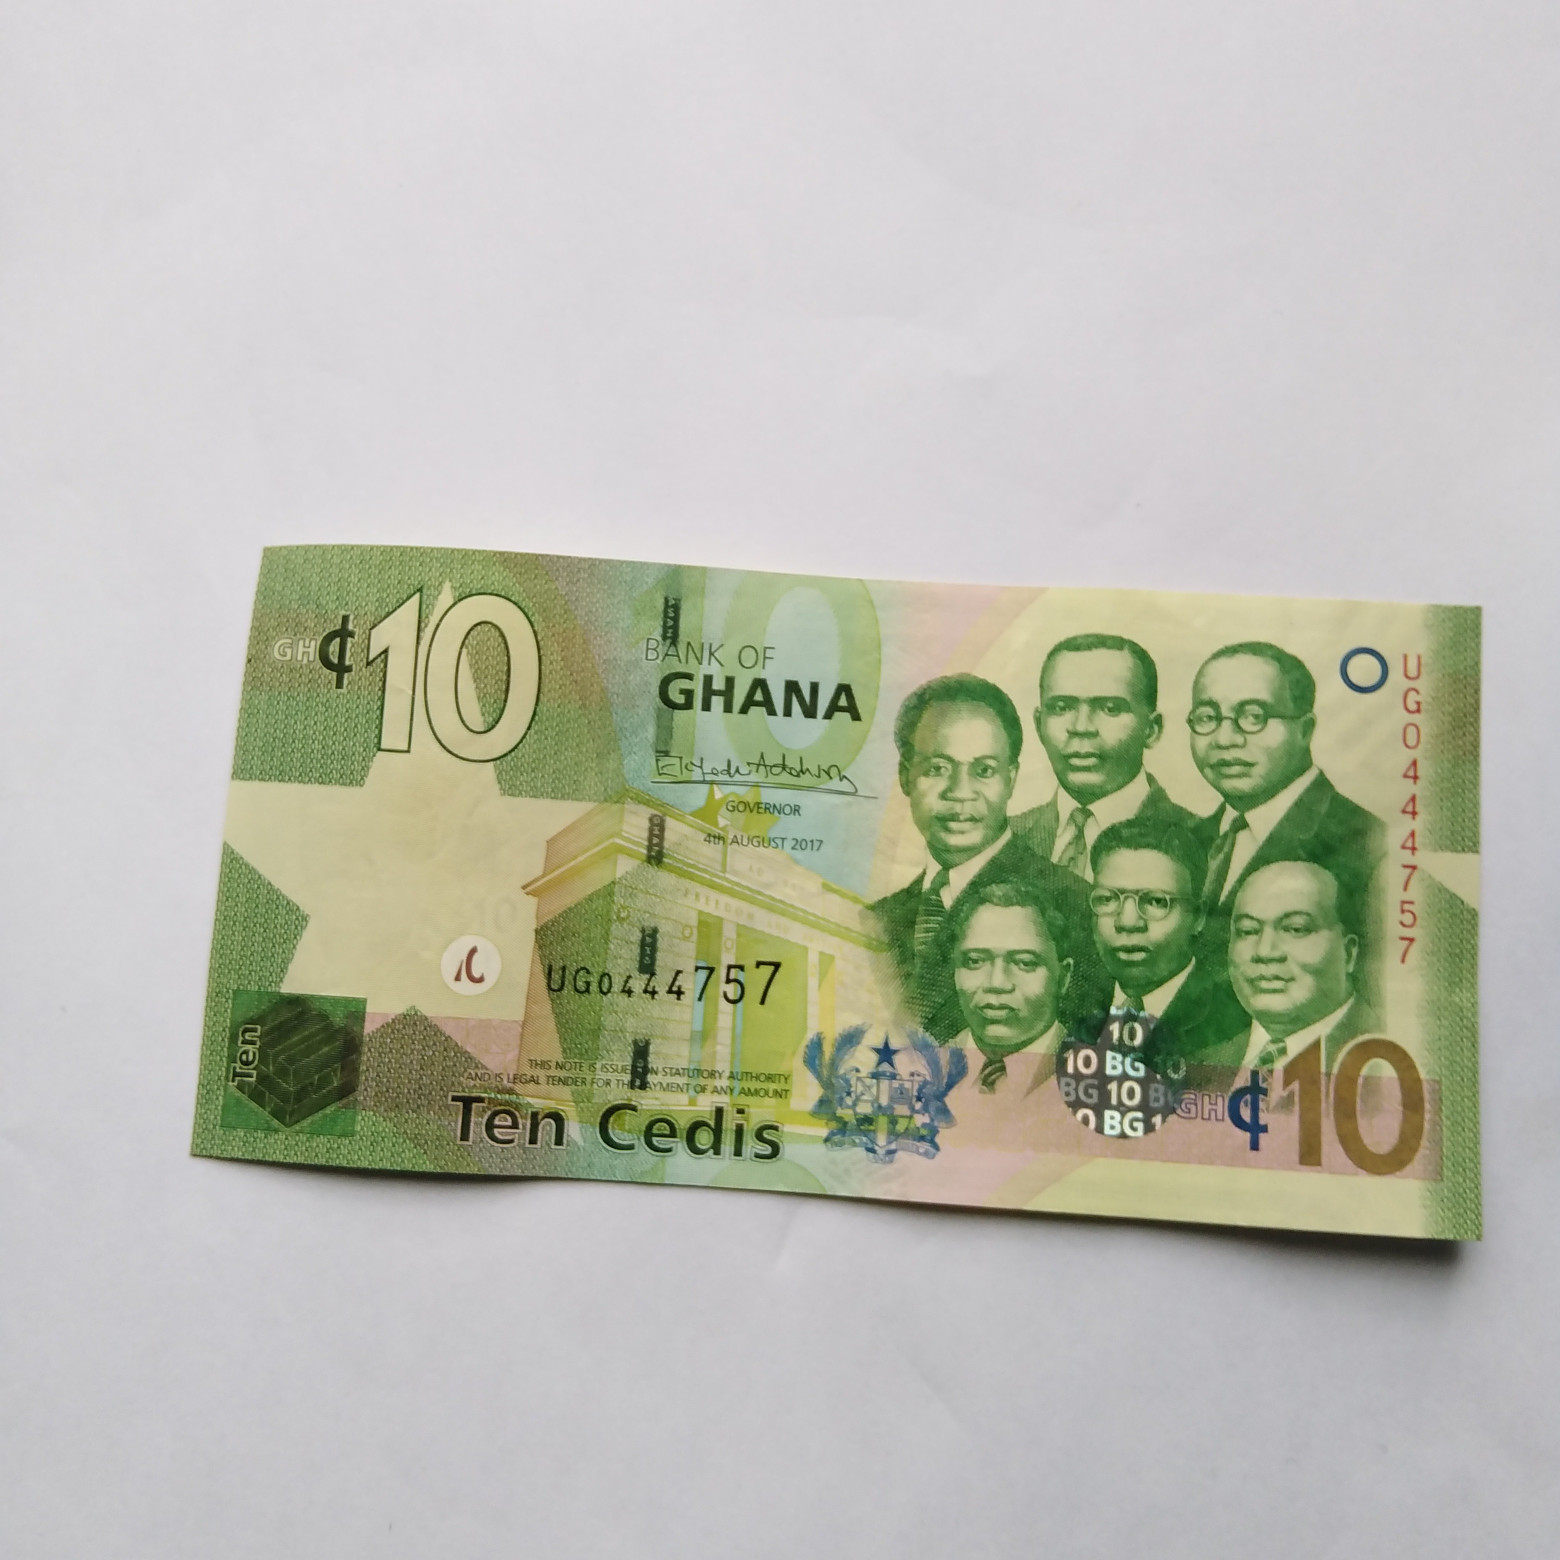 GH₵10
BANK OF
GHANA
GOVERNOR
4th AUGUST 2017
UG0444757
UG0444757
Ten
THIS NOTE IS ISSUED ON STATUTORY AUTHORITY
AND IS LEGAL TENDER FOR THE PAYMENT OF ANY AMOUNT
Ten Cedis
10
10 BG 10
BG 10 BG
10 BG 10
GH₵10